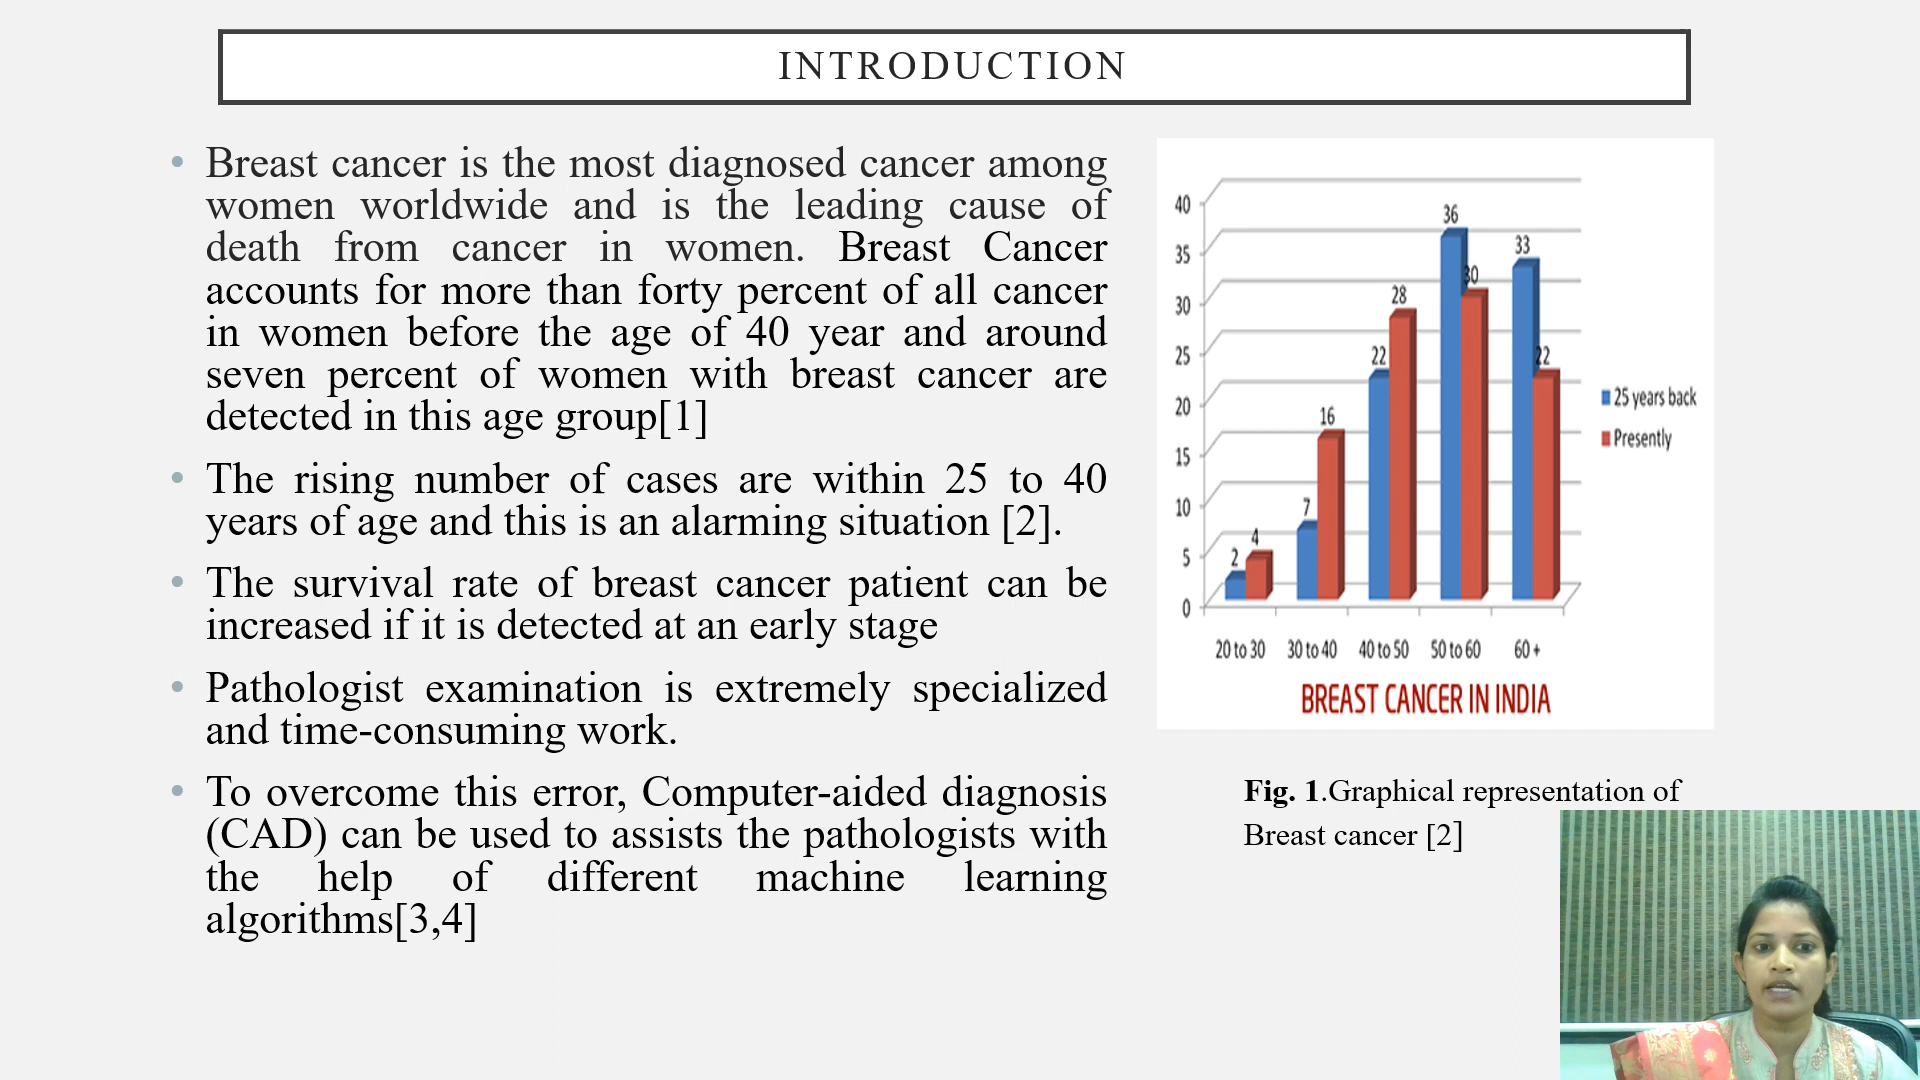 INTRODUCTION
• Breast cancer is the most diagnosed cancer among
women worldwide and is the leading cause of
death from cancer in women. Breast Cancer
accounts for more than forty percent of all cancer
in women before the age of 40 year and around
seven percent of women with breast cancer are
detected in this age group[1]
• The rising number of cases are within 25 to 40
years of age and this is an alarming situation [2].
• The survival rate of breast cancer patient can be
increased if it is detected at an early stage
• Pathologist examination is extremely specialized
and time-consuming work.
• To overcome this error, Computer-aided diagnosis
(CAD) can be used to assists the pathologists with
the help of different machine learning
algorithms[3,4]
40
35
30
25
20
15
10
5
0
2
4
7
16
22
28
36
30
33
22
20 to 30
30 to 40
40 to 50
50 to 60
60 +
25 years back
Presently
BREAST CANCER IN INDIA
Fig. 1.Graphical representation of
Breast cancer [2]